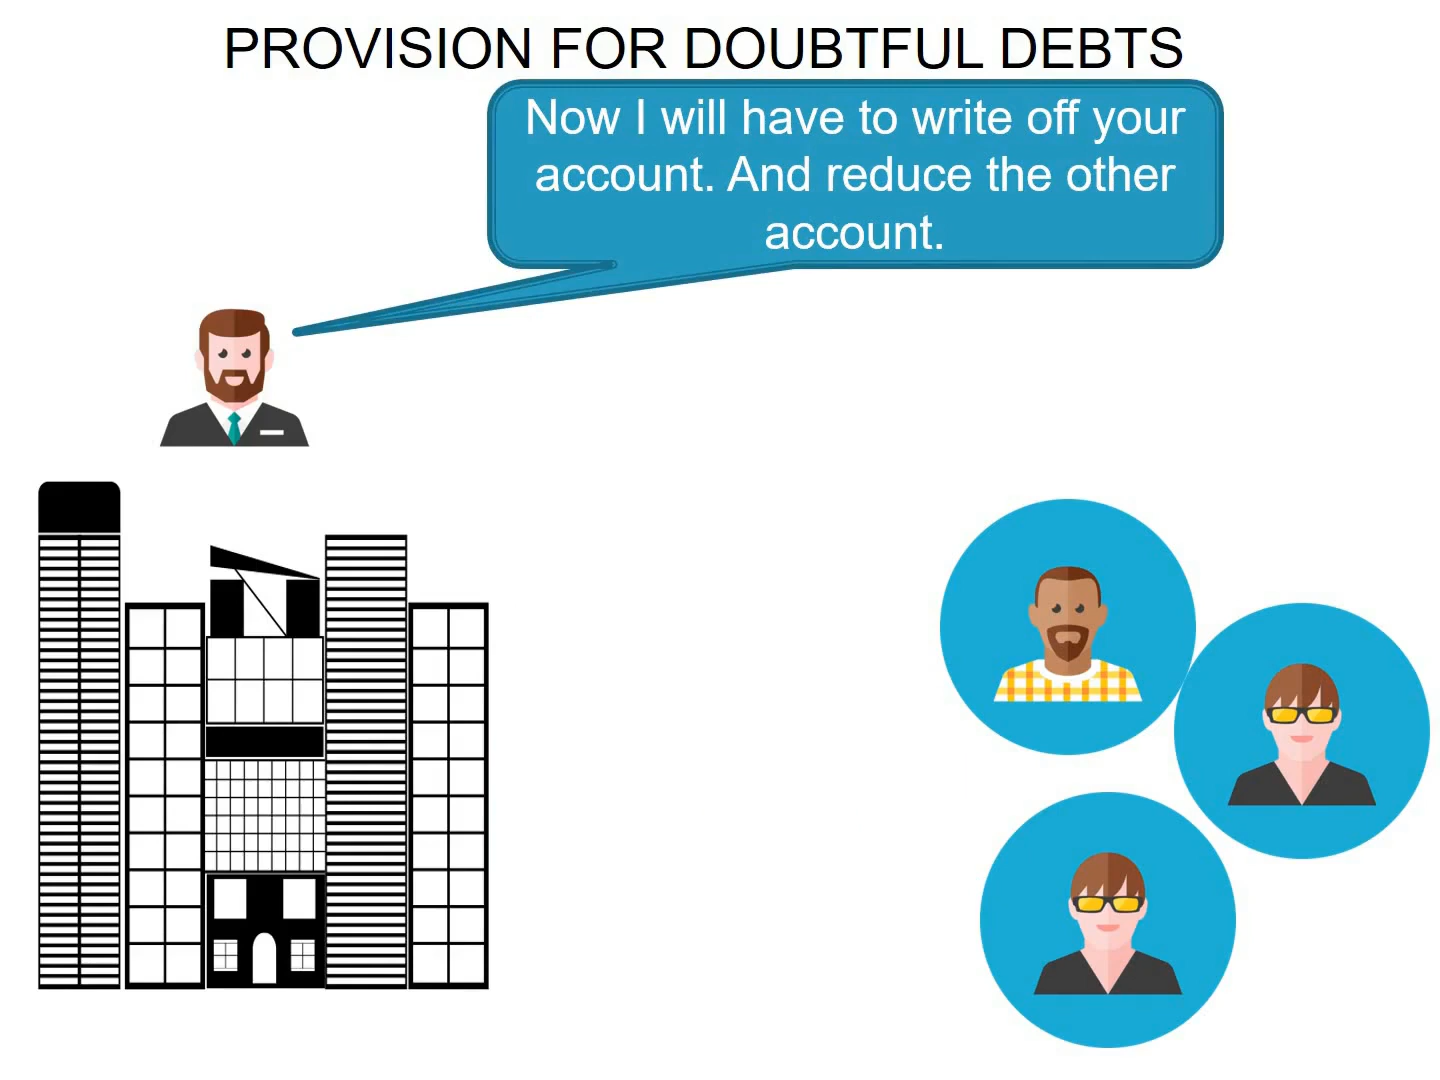 PROVISION FOR DOUBTFUL DEBTS
Now I will have to write off your
account. And reduce the other
account.